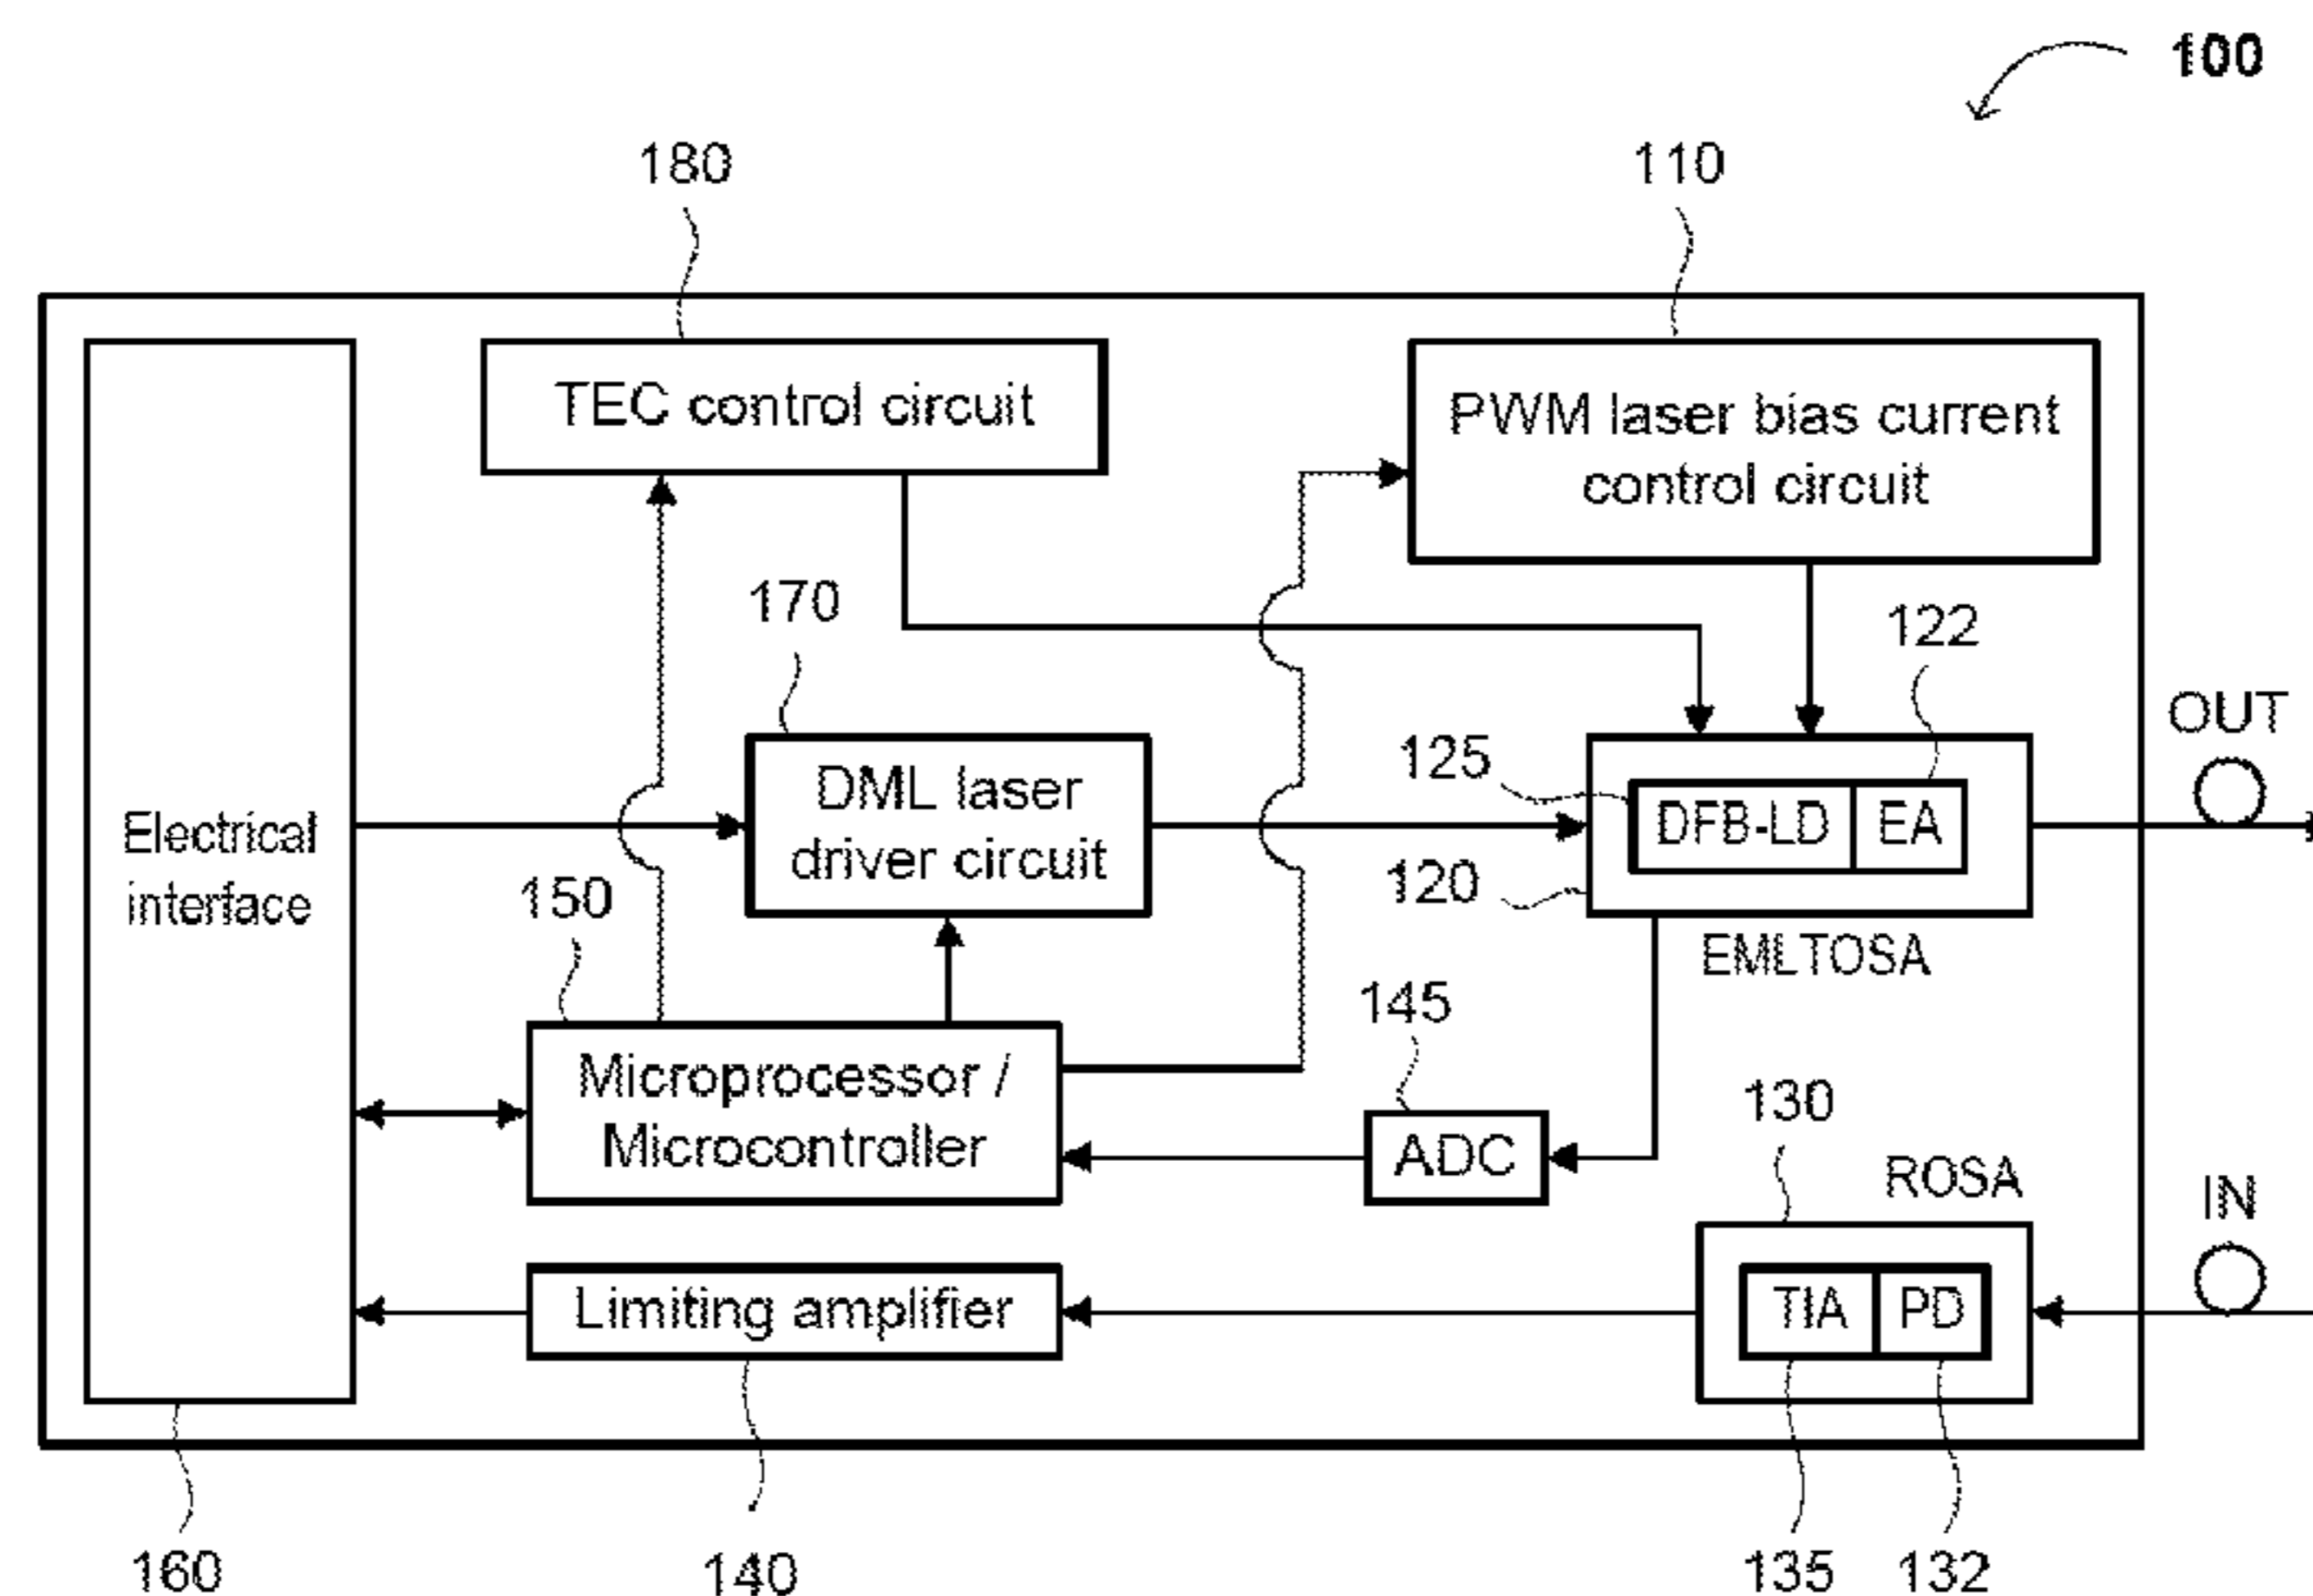 100
180
110
TEC control circuit
PWM laser bias current
control circuit
170
122
OUT
125
DML laser
driver circuit
DFB-LD
EA
Electrical
interface
150
120
EMLTOSA
145
Microprocessor /
Microcontroller
ADC
130
ROSA
IN
Limiting amplifier
TIA
PD
160
140
135
132